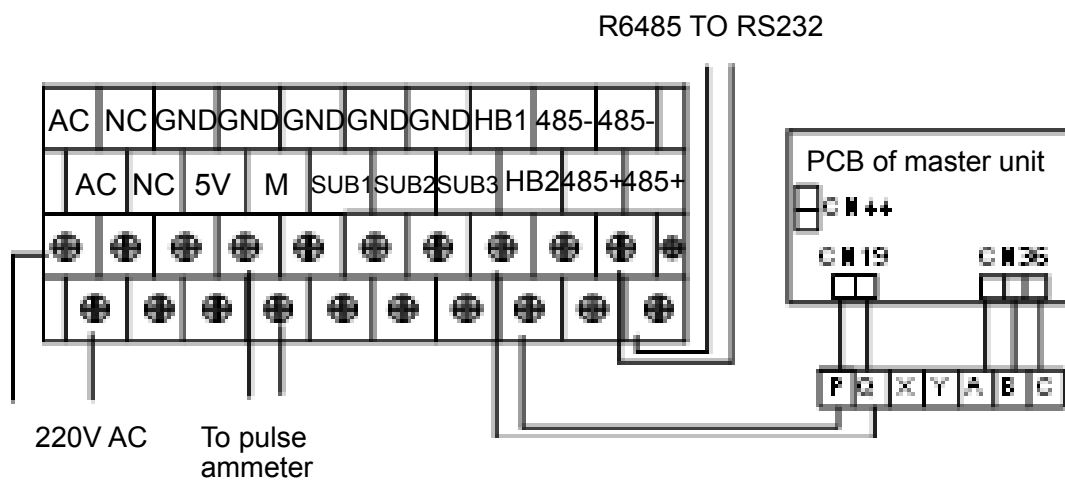 R6485 TO RS232
AC NC GND GND GND GND GND HB1 485- 485-
AC NC 5V M SUB1 SUB2 SUB3 HB2 485+ 485+
PCB of master unit
CN44
CN19 CN36
P Q X Y A B C
220V AC
To pulse
ammeter